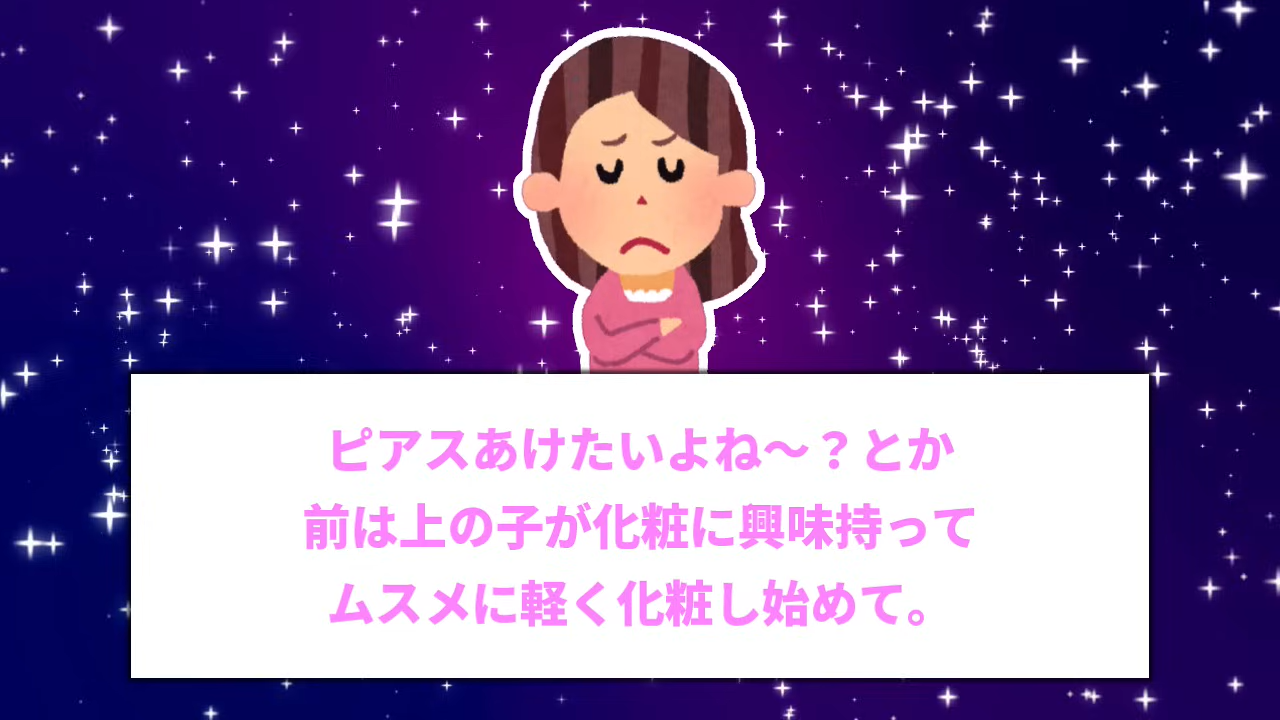 ピアスあけたいよね～？とか
前は上の子が化粧に興味持って
ムスメに軽く化粧し始めて。